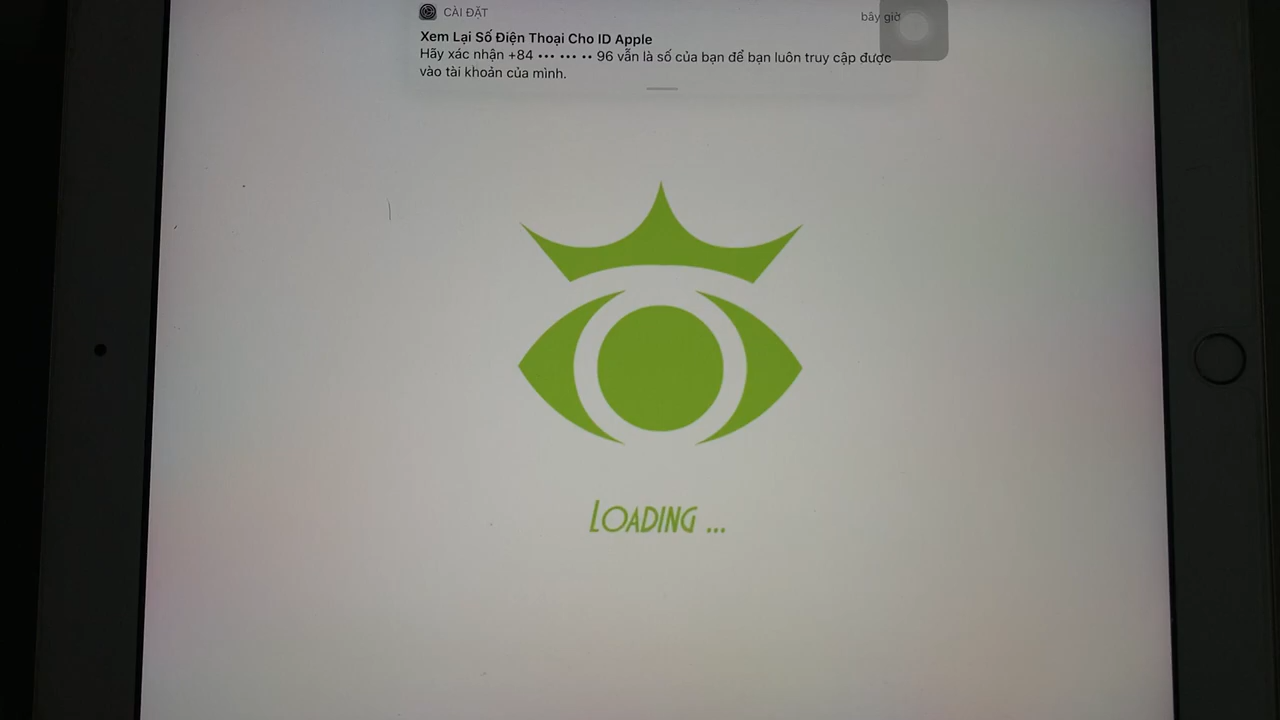 CÀI ĐẶT
bây giờ
Xem Lại Số Điện Thoại Cho ID Apple
Hãy xác nhận +84 ••• ••• •• 96 vẫn là số của bạn để bạn luôn truy cập được
vào tài khoản của mình.
LOADING ...